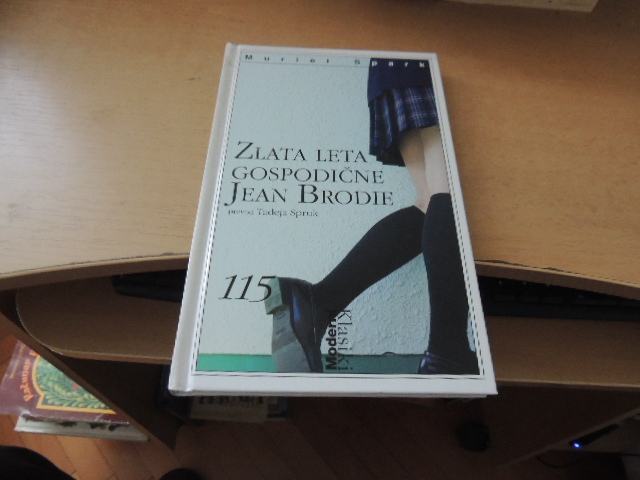 Muriel Spark
ZLATA LETA
GOSPODIČNE
JEAN BRODIE
prevod Tadeja Spruk
115
Moderni
Klasiki